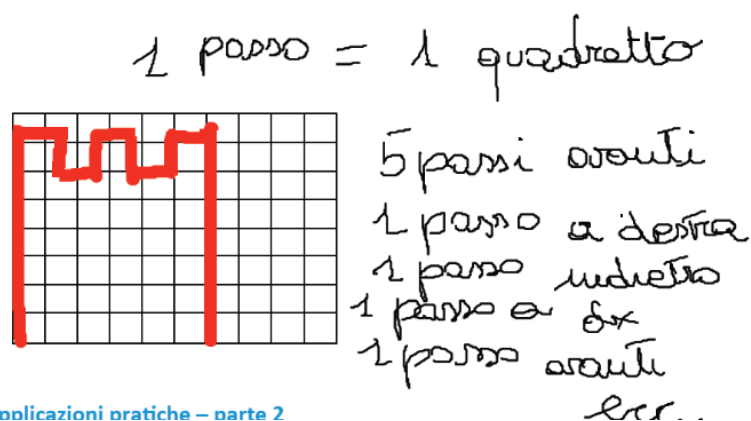 1 passo = 1 quadretto
5 passi avanti
1 passo a destra
1 passo indietro
1 passo a dx
1 passo avanti
ecc.
pplicazioni pratiche – parte 2